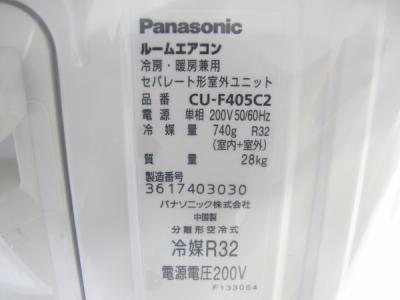 Panasonic
ルームエアコン
冷房・暖房兼用
セパレート形室外ユニット
品番 CU-F405C2
電源 単相 200V 50/60Hz
冷媒量 740g R32
(室内+室外)
質量 28kg
製造番号
3617403030
パナソニック株式会社
中国製
分離形空冷式
冷媒R32
電源電圧200V
F133054